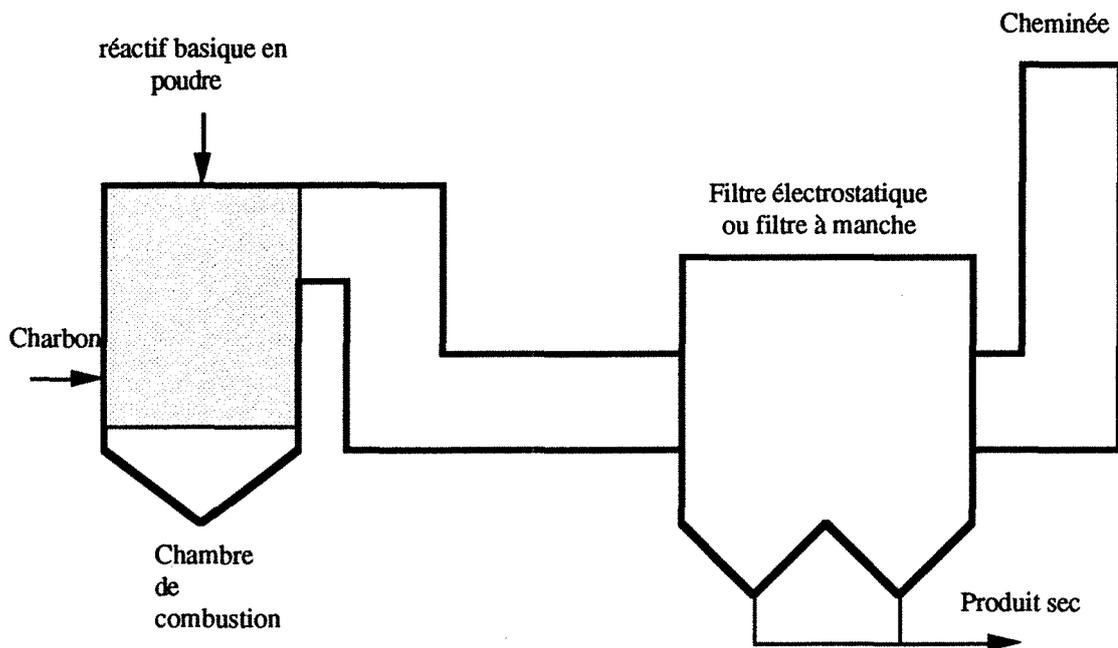 Cheminée
réactif basique en
poudre
Filtre électrostatique
ou filtre à manche
Charbon
Chambre
de
combustion
Produit sec